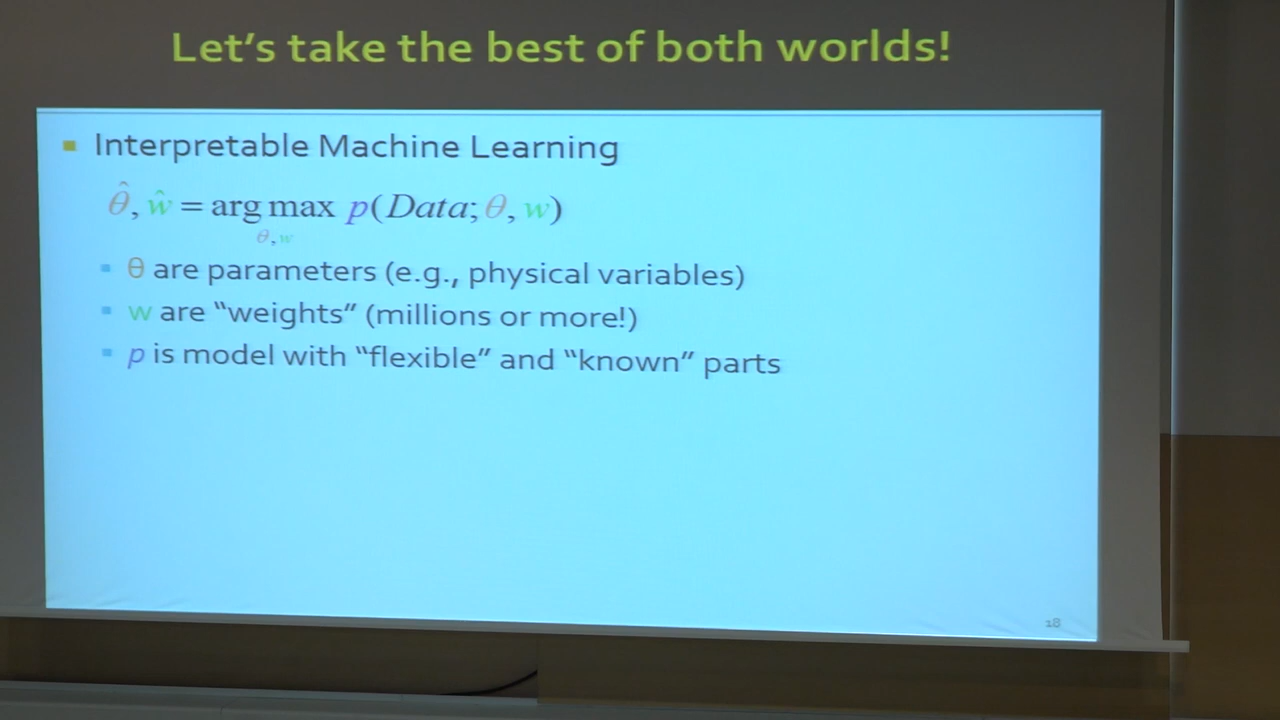 Let's take the best of both worlds!
Interpretable Machine Learning
θ̂, ŵ = arg max p(Data; θ, w)
θ, w
θ are parameters (e.g., physical variables)
w are “weights” (millions or more!)
p is model with “flexible” and “known” parts
18